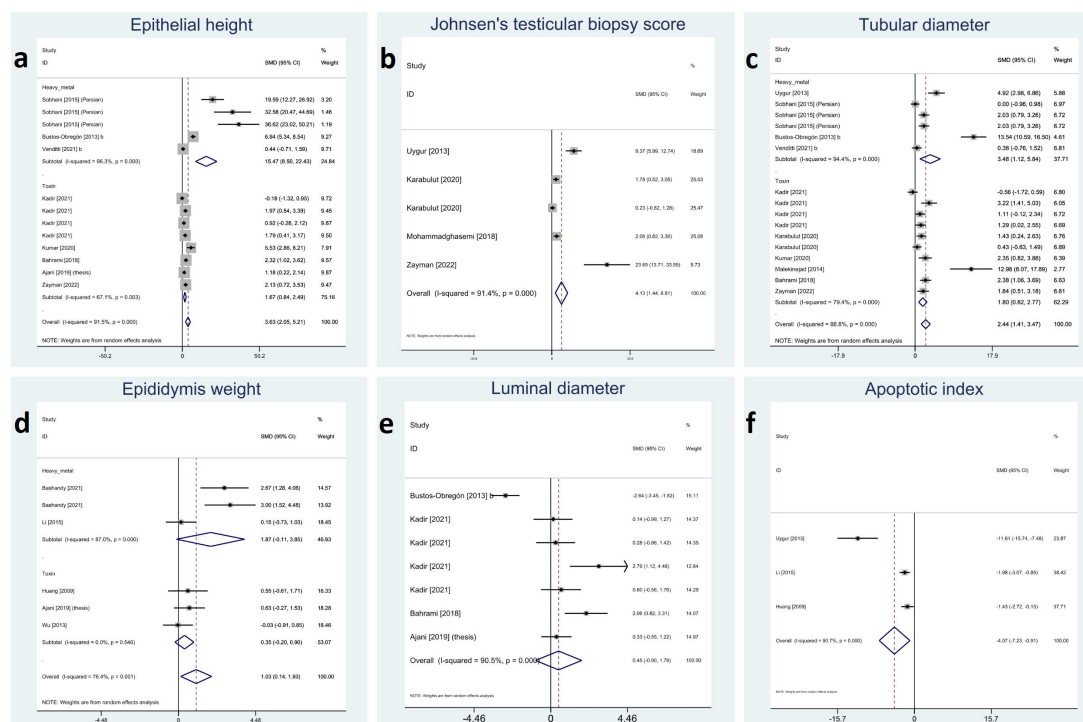 Epithelial height
a
Study %
ID SMD (95% CI) Weight
Heavy_metal
Sobhani [2015] (Persian) 19.59 (12.27, 26.92) 3.20
Sobhani [2015] (Persian) 32.58 (20.47, 44.69) 1.46
Sobhani [2015] (Persian) 36.62 (23.02, 50.21) 1.19
Bustos-Obregón [2013] b 6.94 (5.34, 8.54) 9.27
Venditti [2021] b 0.44 (-0.71, 1.59) 9.71
Subtotal (I-squared = 96.3%, p = 0.000) 15.47 (8.50, 22.43) 24.84
.
Toxin
Kadir [2021] -0.18 (-1.32, 0.95) 9.72
Kadir [2021] 1.97 (0.54, 3.39) 9.45
Kadir [2021] 0.92 (-0.28, 2.12) 9.67
Kadir [2021] 1.79 (0.41, 3.17) 9.50
Kumar [2020] 5.53 (2.86, 8.21) 7.91
Bahrami [2018] 2.32 (1.02, 3.62) 9.57
Ajani [2019] (thesis) 1.18 (0.22, 2.14) 9.87
Zayman [2022] 2.13 (0.72, 3.53) 9.47
Subtotal (I-squared = 67.1%, p = 0.003) 1.67 (0.84, 2.49) 75.16
.
Overall (I-squared = 91.5%, p = 0.000) 3.63 (2.05, 5.21) 100.00
NOTE: Weights are from random effects analysis
-50.2 0 50.2
Johnsen's testicular biopsy score
b
Study %
ID SMD (95% CI) Weight
Uygur [2013] 9.37 (5.99, 12.74) 18.69
Karabulut [2020] 1.79 (0.52, 3.06) 25.03
Karabulut [2020] 0.23 (-0.82, 1.28) 25.47
Mohammadghasemi [2018] 2.06 (0.82, 3.30) 25.08
Zayman [2022] 23.65 (13.71, 33.59) 5.73
Overall (I-squared = 91.4%, p = 0.000) 4.13 (1.44, 6.81) 100.00
NOTE: Weights are from random effects analysis
0
Tubular diameter
c
Study %
ID SMD (95% CI) Weight
Heavy_metal
Uygur [2013] 4.92 (2.98, 6.86) 5.88
Sobhani [2015] (Persian) 0.00 (-0.98, 0.98) 6.97
Sobhani [2015] (Persian) 2.03 (0.79, 3.26) 6.72
Sobhani [2015] (Persian) 2.03 (0.79, 3.26) 6.72
Bustos-Obregón [2013] b 13.54 (10.59, 16.50) 4.61
Venditti [2021] b 0.38 (-0.76, 1.52) 6.81
Subtotal (I-squared = 94.4%, p = 0.000) 3.48 (1.12, 5.84) 37.71
.
Toxin
Kadir [2021] -0.56 (-1.72, 0.59) 6.80
Kadir [2021] 3.22 (1.41, 5.03) 6.05
Kadir [2021] 1.11 (-0.12, 2.34) 6.72
Kadir [2021] 1.29 (0.02, 2.55) 6.69
Karabulut [2020] 1.43 (0.24, 2.63) 6.76
Karabulut [2020] 0.43 (-0.63, 1.49) 6.89
Kumar [2020] 2.35 (0.82, 3.88) 6.39
Malekinejad [2014] 12.98 (8.07, 17.89) 2.77
Bahrami [2018] 2.38 (1.06, 3.69) 6.63
Zayman [2022] 1.84 (0.51, 3.18) 6.61
Subtotal (I-squared = 79.4%, p = 0.000) 1.80 (0.82, 2.77) 62.29
.
Overall (I-squared = 88.8%, p = 0.000) 2.44 (1.41, 3.47) 100.00
NOTE: Weights are from random effects analysis
-17.9 0 17.9
Epididymis weight
d
Study %
ID SMD (95% CI) Weight
Heavy_metal
Bashandy [2021] 2.67 (1.28, 4.06) 14.57
Bashandy [2021] 3.00 (1.52, 4.48) 13.92
Li [2015] 0.15 (-0.73, 1.03) 18.45
Subtotal (I-squared = 87.0%, p = 0.000) 1.87 (-0.11, 3.85) 46.93
.
Toxin
Huang [2009] 0.55 (-0.61, 1.71) 16.33
Ajani [2019] (thesis) 0.63 (-0.27, 1.53) 18.28
Wu [2013] -0.03 (-0.91, 0.85) 18.46
Subtotal (I-squared = 0.0%, p = 0.546) 0.35 (-0.20, 0.90) 53.07
.
Overall (I-squared = 76.4%, p = 0.001) 1.03 (0.14, 1.93) 100.00
NOTE: Weights are from random effects analysis
-4.48 0 4.48
Luminal diameter
e
Study %
ID SMD (95% CI) Weight
Bustos-Obregón [2013] b -2.64 (-3.45, -1.82) 15.11
Kadir [2021] 0.14 (-0.99, 1.27) 14.37
Kadir [2021] 0.28 (-0.86, 1.42) 14.35
Kadir [2021] 2.79 (1.12, 4.46) 12.84
Kadir [2021] 0.60 (-0.56, 1.76) 14.29
Bahrami [2018] 2.06 (0.82, 3.31) 14.07
Ajani [2019] (thesis) 0.33 (-0.55, 1.22) 14.97
Overall (I-squared = 90.5%, p = 0.000) 0.45 (-0.90, 1.79) 100.00
NOTE: Weights are from random effects analysis
-4.46 0 4.46
Apoptotic index
f
Study %
ID SMD (95% CI) Weight
Uygur [2013] -11.61 (-15.74, -7.48) 23.87
Li [2015] -1.98 (-3.07, -0.89) 38.42
Huang [2009] -1.43 (-2.72, -0.13) 37.71
Overall (I-squared = 90.7%, p = 0.000) -4.07 (-7.23, -0.91) 100.00
NOTE: Weights are from random effects analysis
-15.7 0 15.7